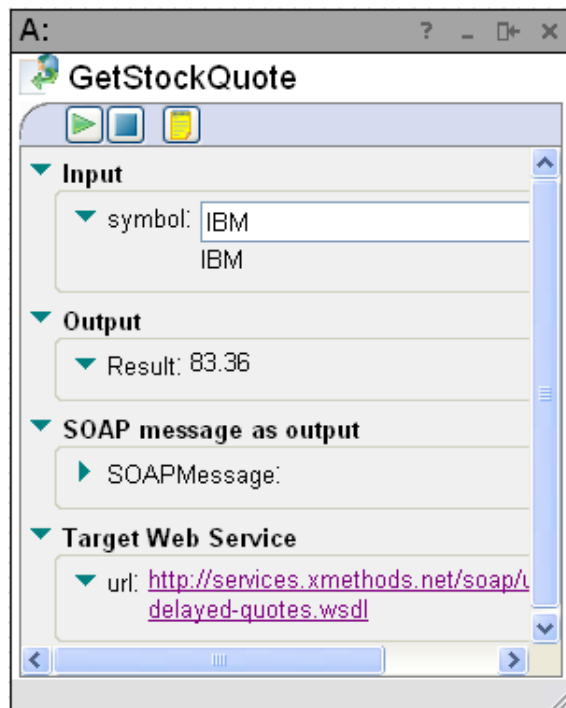 A:
GetStockQuote
Input
symbol: IBM
IBM
Output
Result: 83.36
SOAP message as output
SOAPMessage:
Target Web Service
url: http://services.xmethods.net/soap/u
delayed-quotes.wsdl